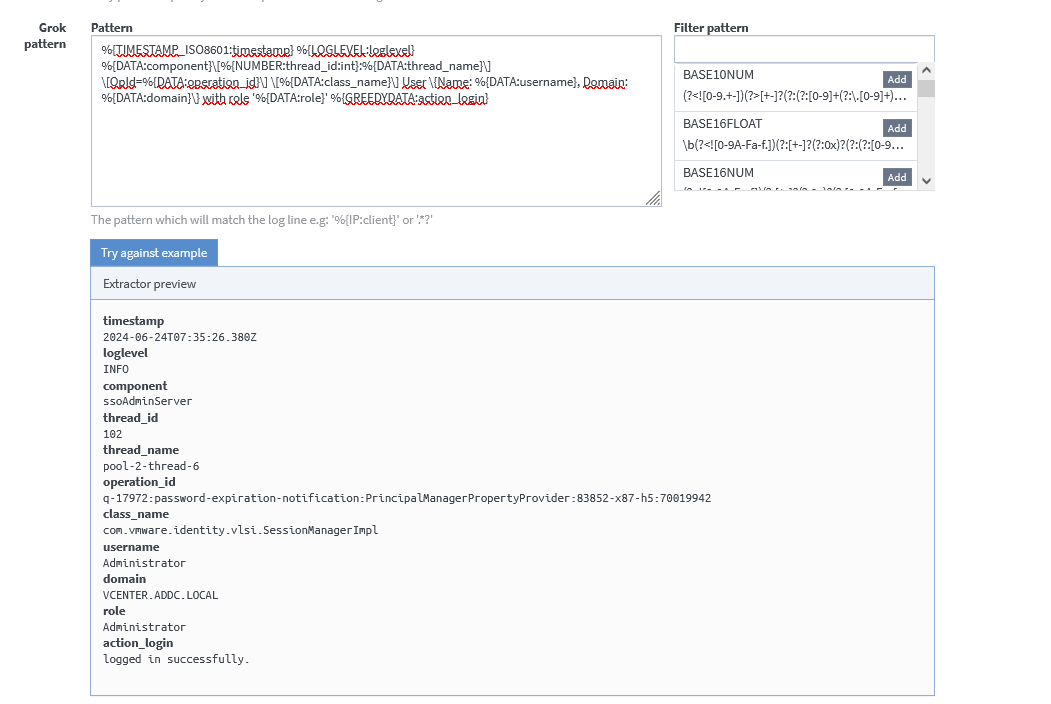 Grok pattern
Pattern
%{TIMESTAMP_ISO8601:timestamp} %{LOGLEVEL:loglevel}
%{DATA:component}\[%{NUMBER:thread_id:int}:%{DATA:thread_name}\]
\[OpId=%{DATA:operation_id}\] \[%{DATA:class_name}\] User \{Name: %{DATA:username}, Domain:
%{DATA:domain}\} with role '%{DATA:role}' %{GREEDYDATA:action_login}
The pattern which will match the log line e.g: '%{IP:client}' or '.*?'
Filter pattern
BASE10NUM
Add
(?<![0-9.+-])(?>[+-]?(?:(?:[0-9]+(?:\.[0-9]+)...
BASE16FLOAT
Add
\b(?<![0-9A-Fa-f.])(?:[+-]?(?:0x)?(?:(?:[0-9...
BASE16NUM
Add
Try against example
Extractor preview
timestamp
2024-06-24T07:35:26.380Z
loglevel
INFO
component
ssoAdminServer
thread_id
102
thread_name
pool-2-thread-6
operation_id
q-17972:password-expiration-notification:PrincipalManagerPropertyProvider:83852-x87-h5:70019942
class_name
com.vmware.identity.vlsi.SessionManagerImpl
username
Administrator
domain
VCENTER.ADDC.LOCAL
role
Administrator
action_login
logged in successfully.